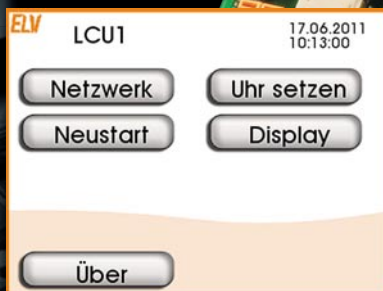 ELV
LCU1
17.06.2011
10:13:00
Netzwerk
Uhr setzen
Neustart
Display
Über